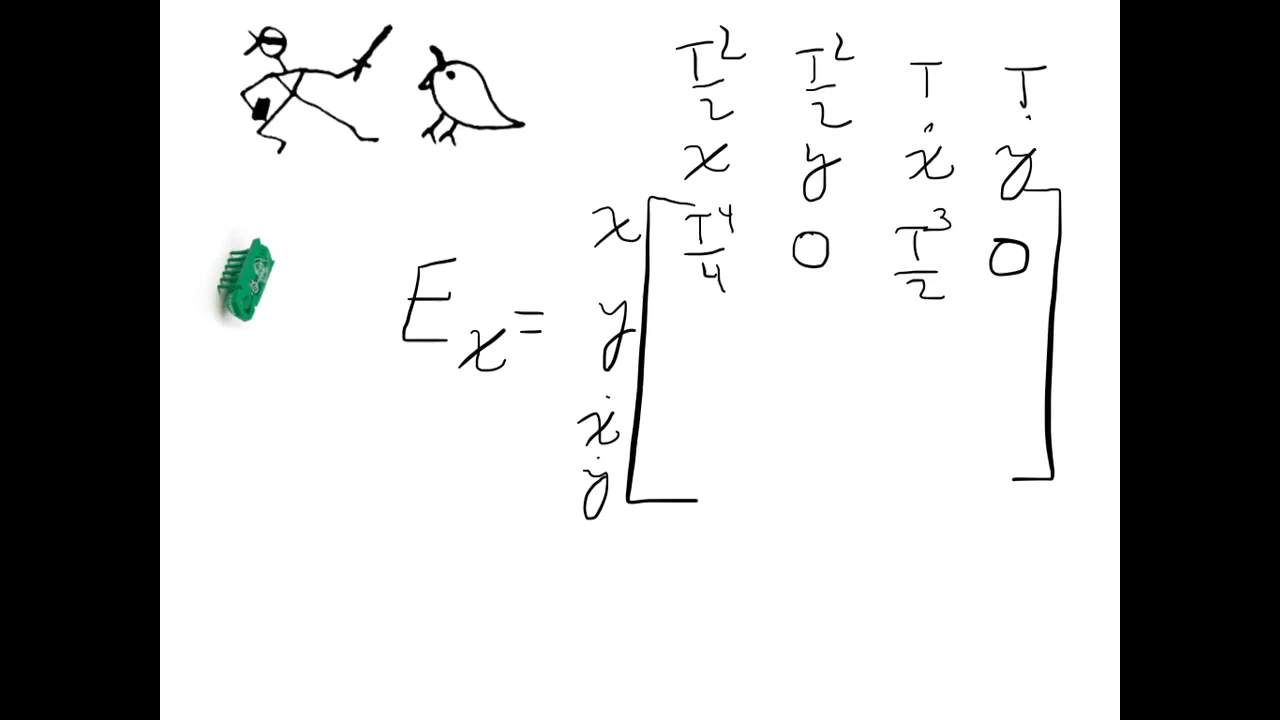 T²/2 T²/2 T T
x y ẋ ẏ
x T⁴/4 0 T³/2 0
Eₓ = y
ẋ
ẏ